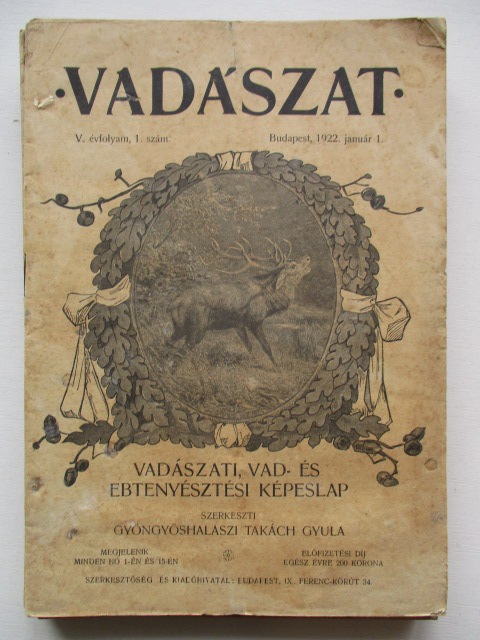 ·VADÁSZAT·
V. évfolyam, 1. szám.
Budapest, 1922. január 1.
VADÁSZATI, VAD- ÉS
EBTENYÉSZTÉSI KÉPESLAP
SZERKESZTI
GYÖNGYÖSHALÁSZI TAKÁCH GYULA
MEGJELENIK
MINDEN HÓ 1-ÉN ÉS 15-ÉN
ELŐFIZETÉSI DIJ
EGÉSZ ÉVRE 200 KORONA
SZERKESZTŐSÉG ÉS KIADÓHIVATAL: BUDAPEST, IX. FERENC-KÖRÚT 34.